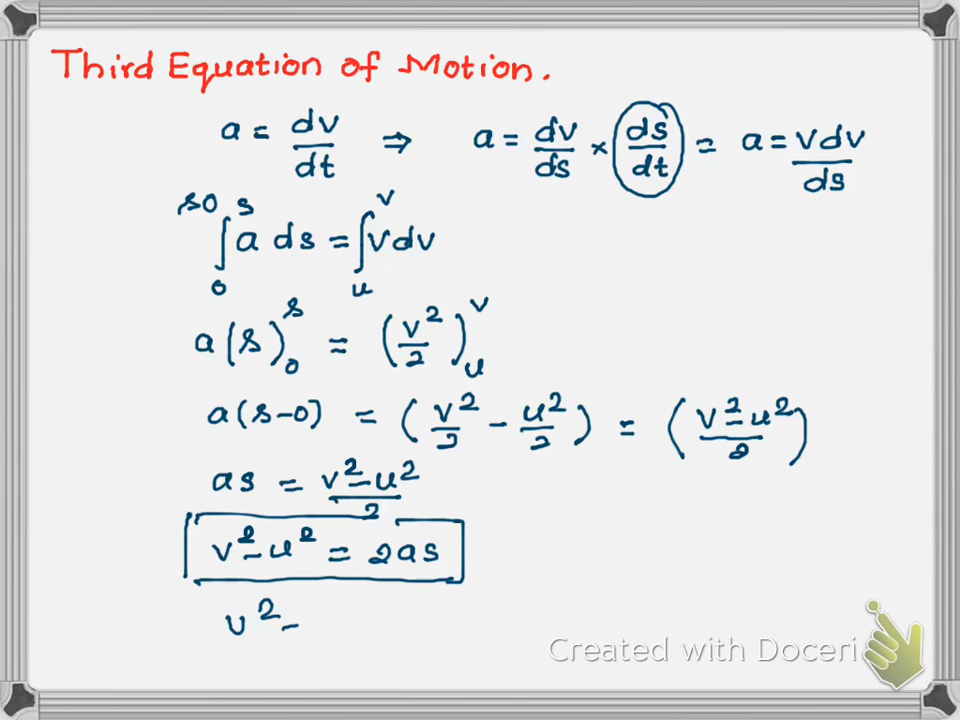 Third Equation of Motion.
a = dv/dt ⇒ a = dv/ds × ds/dt = a = vdv/ds
so ∫₀ˢ a ds = ∫ᵤᵛ vdv
a(s)₀ˢ = (v²/2)ᵤᵛ
a(s-0) = (v²/2 - u²/2) = (v²-u²/2)
as = v²-u²/2
v²-u² = 2as
v² -
Created with Doceri